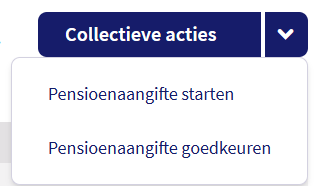 Collectieve acties
Pensioenaangifte starten
Pensioenaangifte goedkeuren